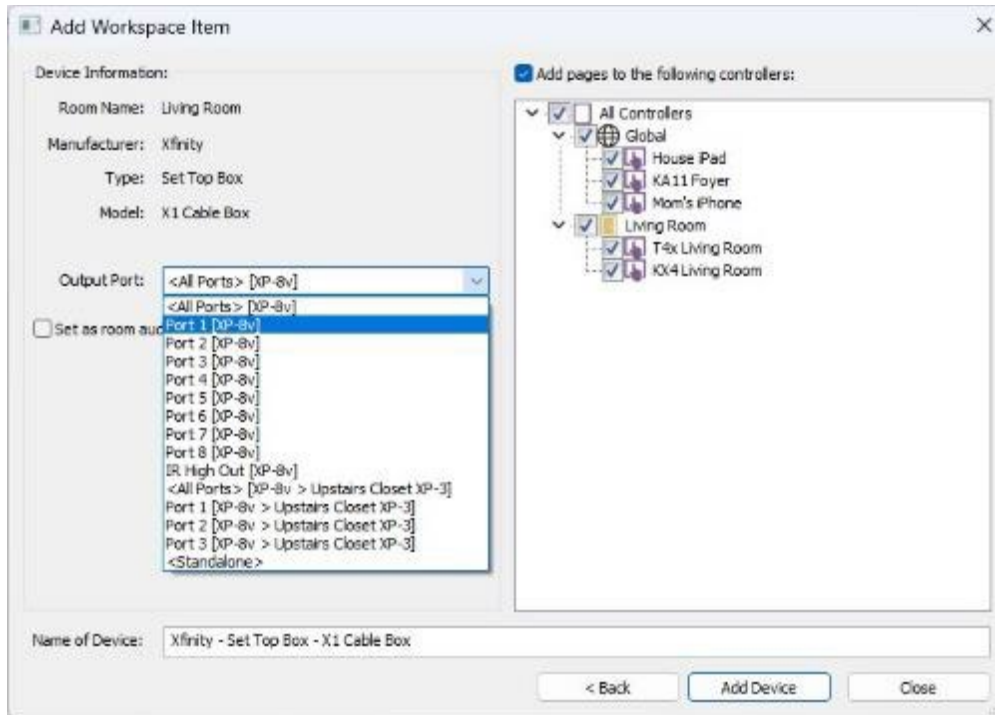 Add Workspace Item
Device Information:
Room Name: Living Room
Manufacturer: Xfinity
Type: Set Top Box
Model: X1 Cable Box
Output Port: <All Ports> [XP-8v]
<All Ports> [XP-8v]
Set as room aud
Port 1 [XP-8v]
Port 2 [XP-8v]
Port 3 [XP-8v]
Port 4 [XP-8v]
Port 5 [XP-8v]
Port 6 [XP-8v]
Port 7 [XP-8v]
Port 8 [XP-8v]
IR High Out [XP-8v]
<All Ports> [XP-8v > Upstairs Closet XP-3]
Port 1 [XP-8v > Upstairs Closet XP-3]
Port 2 [XP-8v > Upstairs Closet XP-3]
Port 3 [XP-8v > Upstairs Closet XP-3]
<Standalone>
Add pages to the following controllers:
All Controllers
Global
House iPad
KA11 Foyer
Mom's iPhone
Living Room
T4x Living Room
KX4 Living Room
Name of Device: Xfinity - Set Top Box - X1 Cable Box
< Back
Add Device
Close